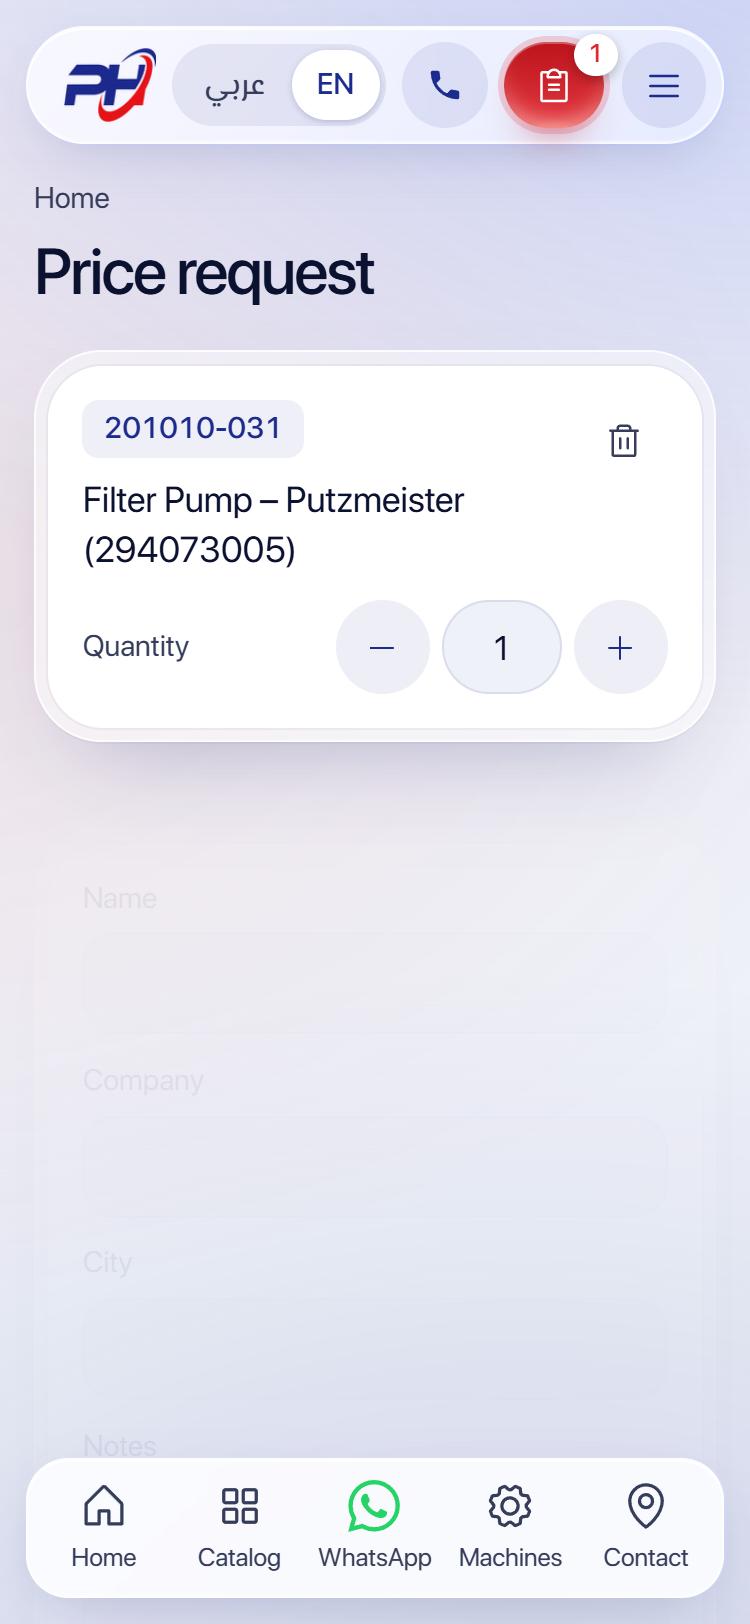 PH
عربي
EN
1
Home
Price request
201010-031
Filter Pump – Putzmeister
(294073005)
Quantity
1
Name
Company
City
Notes
Home
Catalog
WhatsApp
Machines
Contact